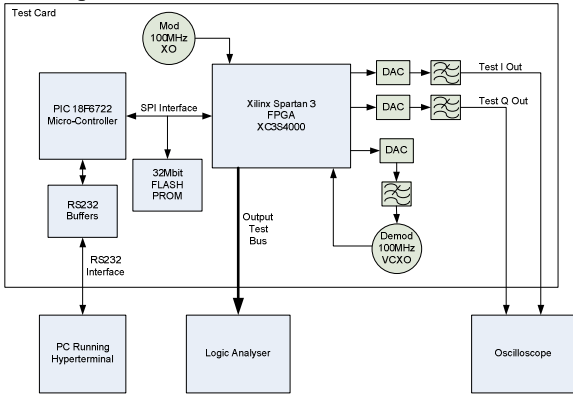 Test Card
Mod
100MHz
XO
PIC 18F6722
Micro-Controller
SPI Interface
Xilinx Spartan 3
FPGA
XC3S4000
DAC
Test I Out
DAC
Test Q Out
DAC
32Mbit
FLASH
PROM
RS232
Buffers
Output
Test
Bus
Demod
100MHz
VCXO
RS232
Interface
PC Running
Hyperterminal
Logic Analyser
Oscilloscope